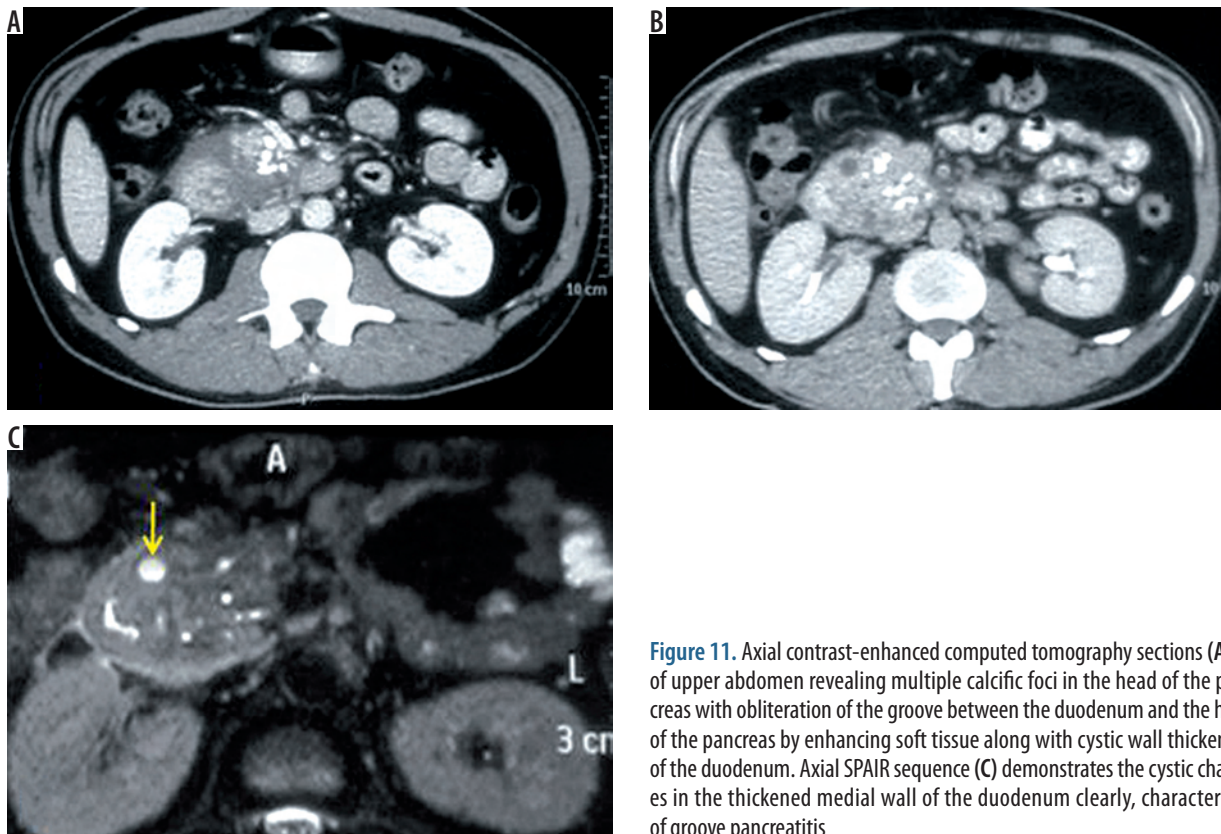 A
B
10 cm
10
C
A
L
3 cm
Figure 11. Axial contrast-enhanced computed tomography sections (A
of upper abdomen revealing multiple calcific foci in the head of the p
creas with obliteration of the groove between the duodenum and the h
of the pancreas by enhancing soft tissue along with cystic wall thicken
of the duodenum. Axial SPAIR sequence (C) demonstrates the cystic cha
es in the thickened medial wall of the duodenum clearly, character
of groove pancreatitis